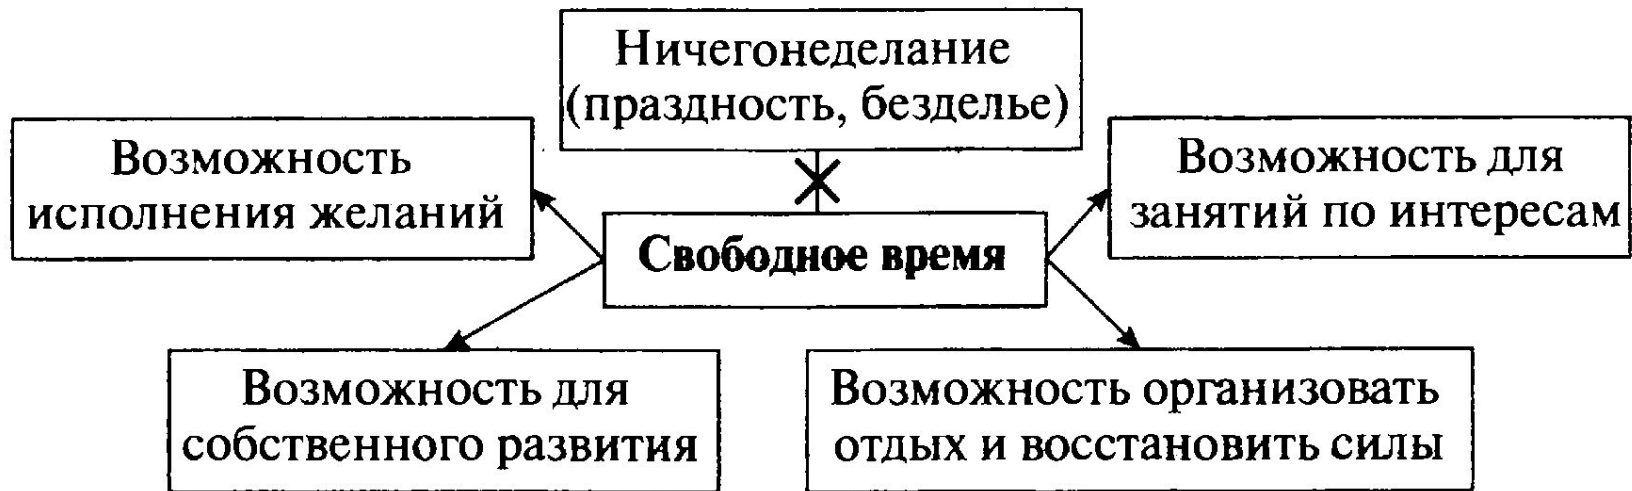 Ничегонеделание
(праздность, безделье)
Возможность
исполнения желаний
Возможность для
занятий по интересам
Свободное время
Возможность для
собственного развития
Возможность организовать
отдых и восстановить силы